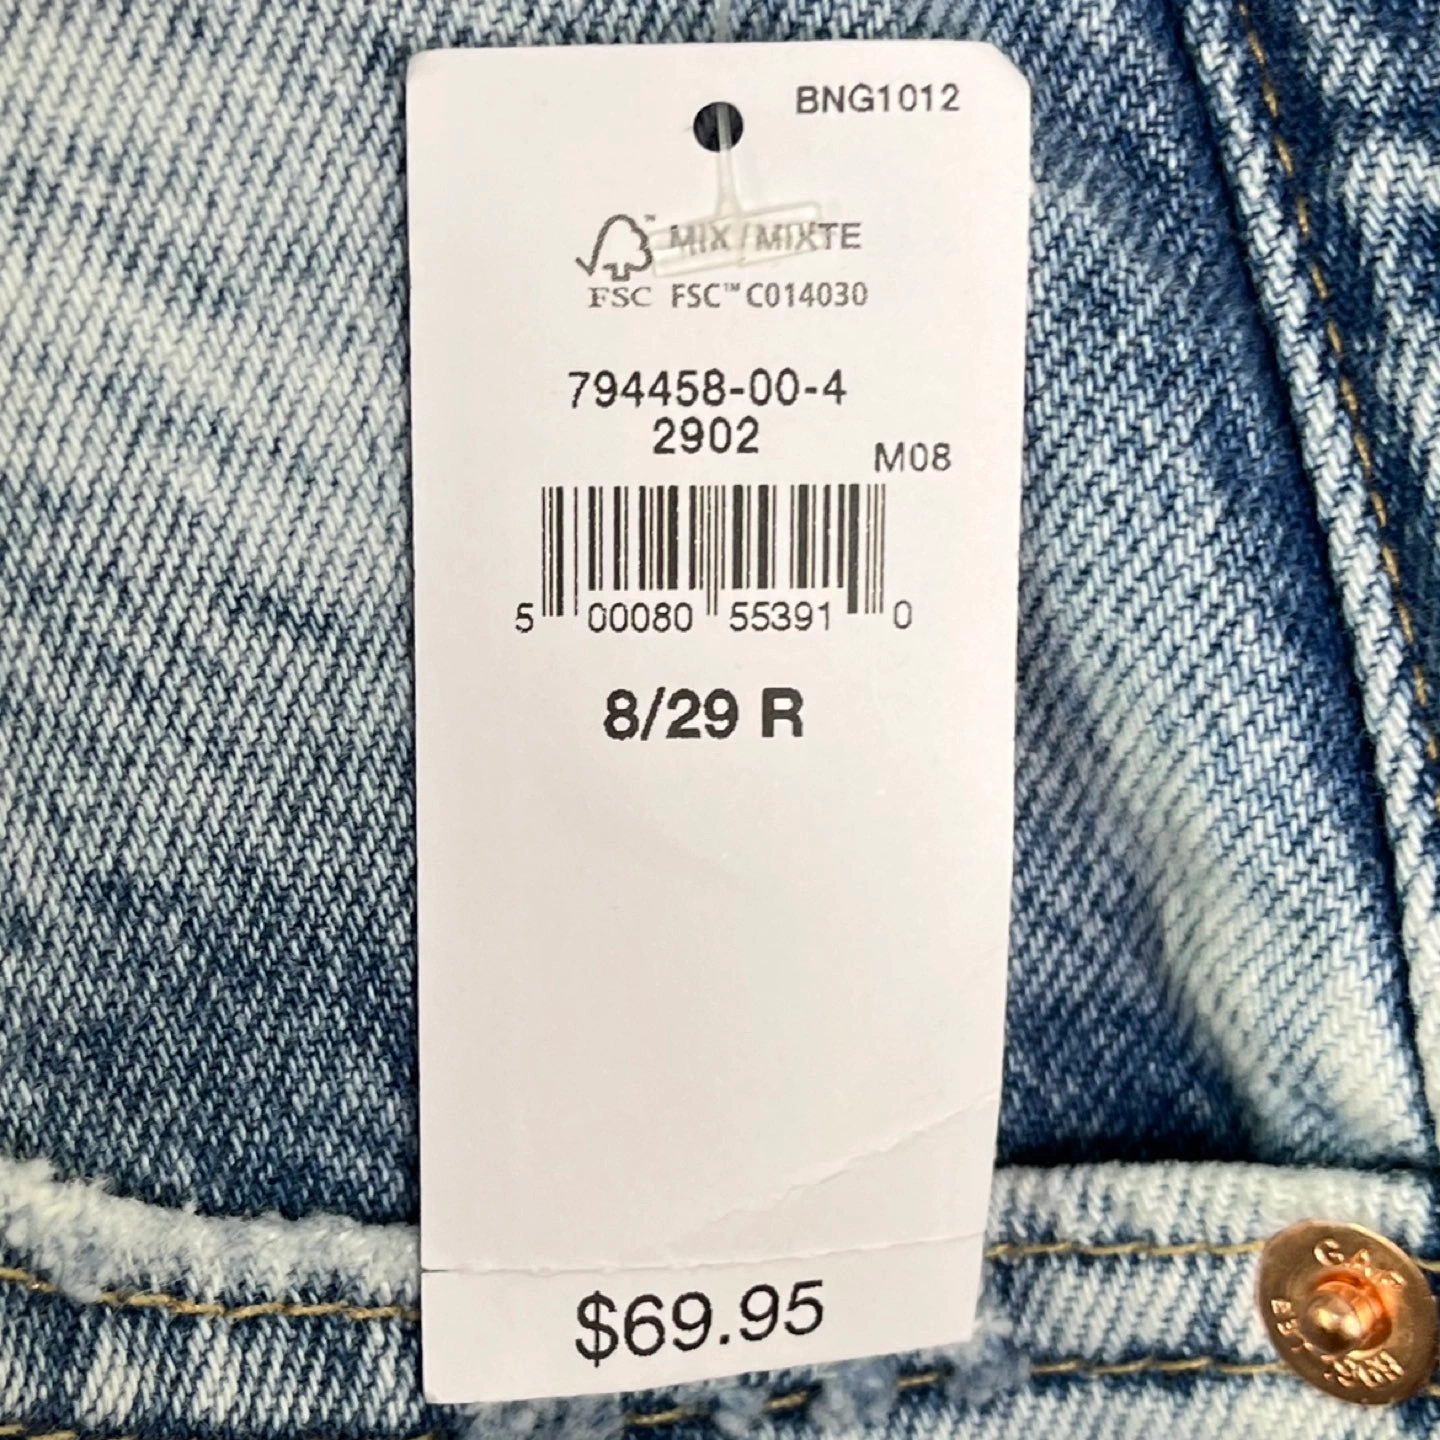 BNG1012
MIX / MIXTE
FSC FSC™ C014030
794458-00-4
2902
M08
5 00080 55391 0
8/29 R
$69.95
GAP